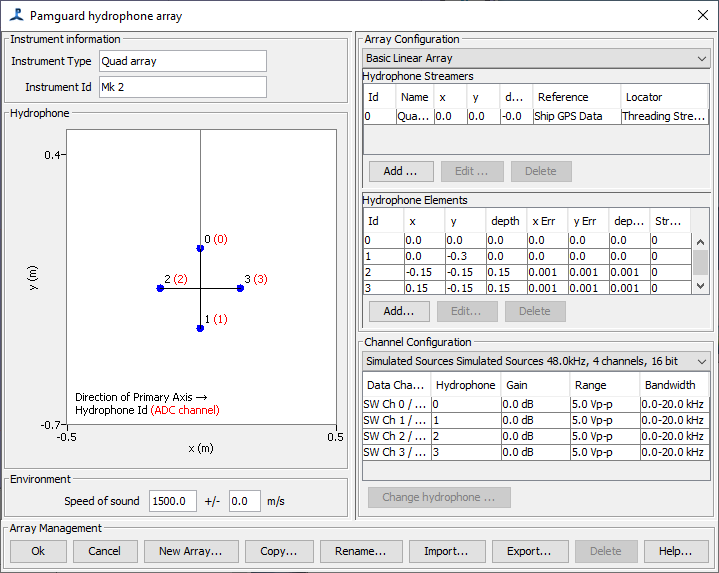 Pamguard hydrophone array
Instrument information
Instrument Type Quad array
Instrument Id Mk 2
Hydrophone
0.4
y (m)
-0.7
-0.5
x (m)
0.5
0 (0)
2 (2)
3 (3)
1 (1)
Direction of Primary Axis →
Hydrophone Id (ADC channel)
Environment
Speed of sound 1500.0 +/- 0.0 m/s
Array Configuration
Basic Linear Array
Hydrophone Streamers
Id Name x y d... Reference Locator
0 Qua... 0.0 0.0 -0.0 Ship GPS Data Threading Stre...
Add ... Edit ... Delete
Hydrophone Elements
Id x y depth x Err y Err dep... Str...
0 0.0 0.0 0.0 0.0 0.0 0.0 0
1 0.0 -0.3 0.0 0.0 0.0 0.0 0
2 -0.15 -0.15 0.15 0.001 0.001 0.001 0
3 0.15 -0.15 0.15 0.001 0.001 0.001 0
Add... Edit... Delete
Channel Configuration
Simulated Sources Simulated Sources 48.0kHz, 4 channels, 16 bit
Data Cha... Hydrophone Gain Range Bandwidth
SW Ch 0 / ... 0 0.0 dB 5.0 Vp-p 0.0-20.0 kHz
SW Ch 1 / ... 1 0.0 dB 5.0 Vp-p 0.0-20.0 kHz
SW Ch 2 / ... 2 0.0 dB 5.0 Vp-p 0.0-20.0 kHz
SW Ch 3 / ... 3 0.0 dB 5.0 Vp-p 0.0-20.0 kHz
Change hydrophone ...
Array Management
Ok Cancel New Array... Copy... Rename... Import... Export... Delete Help...